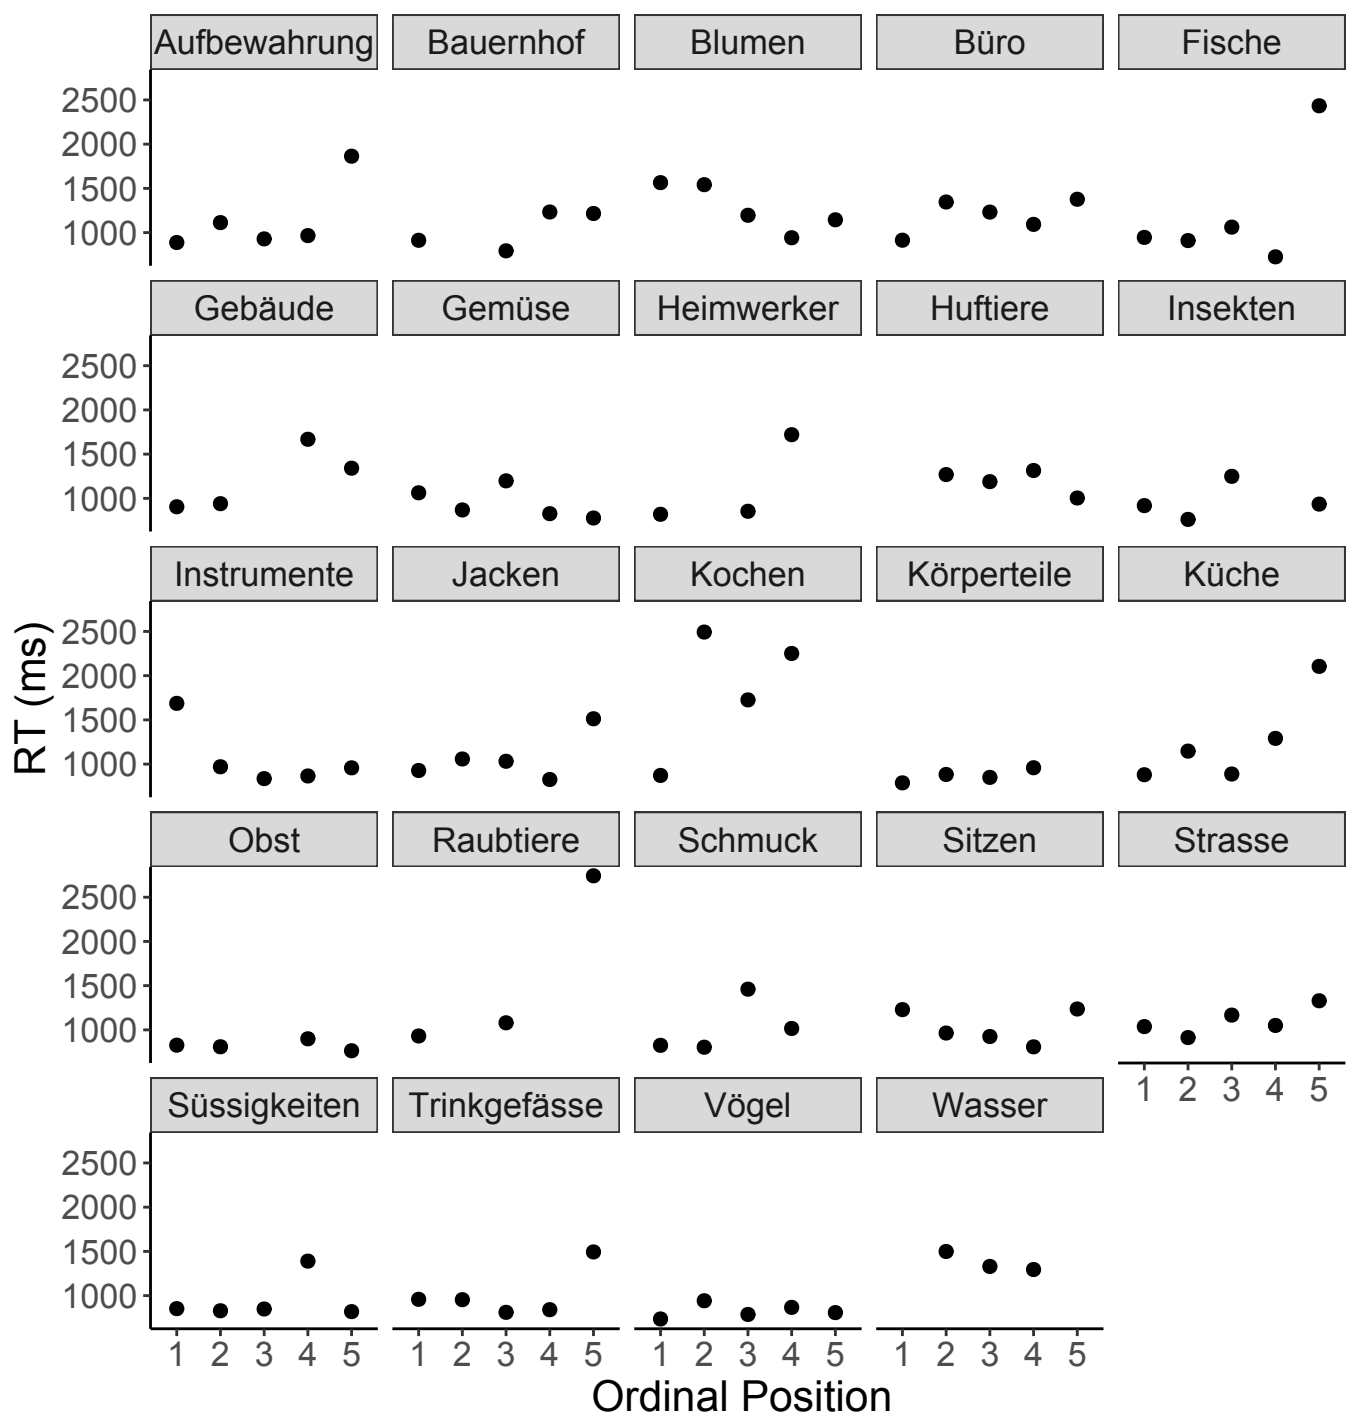 Aufbewahrung Bauernhof Blumen Büro Fische
2500
2000
1500
1000
Gebäude Gemüse Heimwerker Huftiere Insekten
2500
2000
1500
1000
Instrumente Jacken Kochen Körperteile Küche
2500
2000
1500
1000
RT (ms)
Obst Raubtiere Schmuck Sitzen Strasse
2500
2000
1500
1000
1 2 3 4 5
Süssigkeiten Trinkgefässe Vögel Wasser
2500
2000
1500
1000
1 2 3 4 5 1 2 3 4 5 1 2 3 4 5 1 2 3 4 5
Ordinal Position